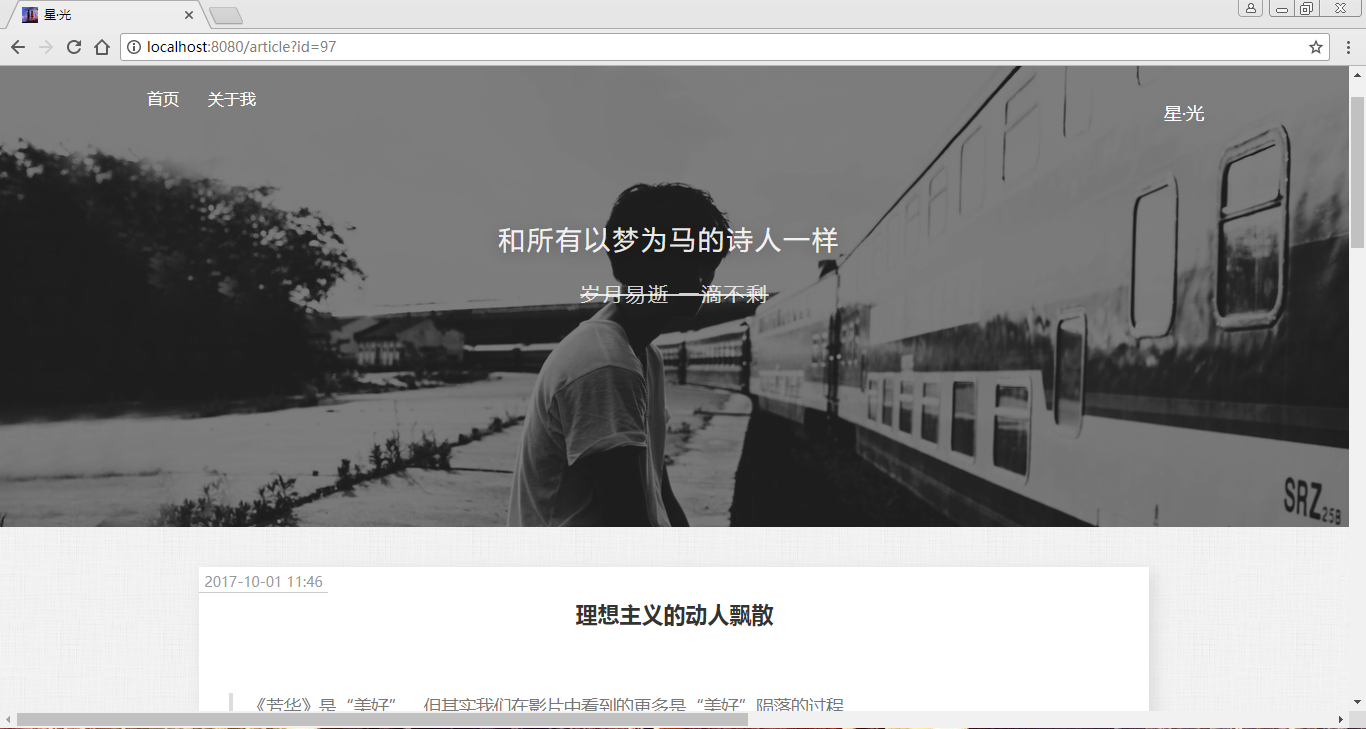 星·光
localhost:8080/article?id=97
首页 关于我
星·光
和所有以梦为马的诗人一样
岁月易逝 一滴不剩
SRZ25B
2017-10-01 11:46
理想主义的动人飘散
《芳华》是“美好”，但其实我们在影片中看到的更多是“美好”陨落的过程